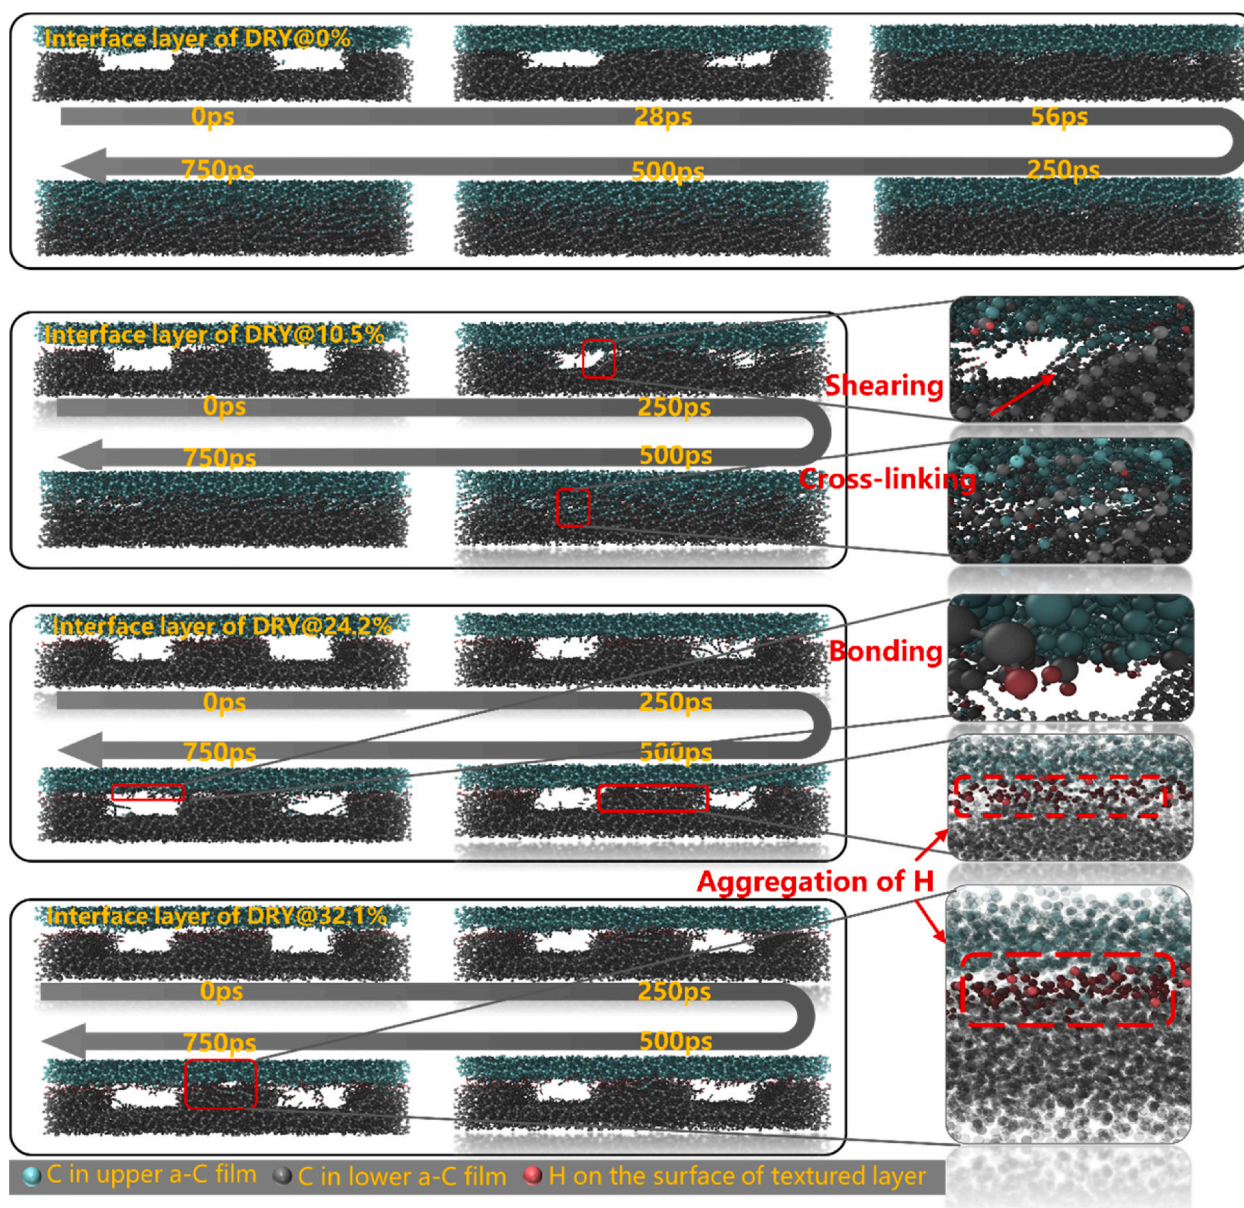 Interface layer of DRY@0%
0ps
28ps
56ps
750ps
500ps
250ps
Interface layer of DRY@10.5%
Shearing
0ps
250ps
750ps
500ps
Cross-linking
Interface layer of DRY@24.2%
Bonding
0ps
250ps
750ps
500ps
Aggregation of H
Interface layer of DRY@32.1%
0ps
250ps
750ps
500ps
C in upper a-C film
C in lower a-C film
H on the surface of textured layer